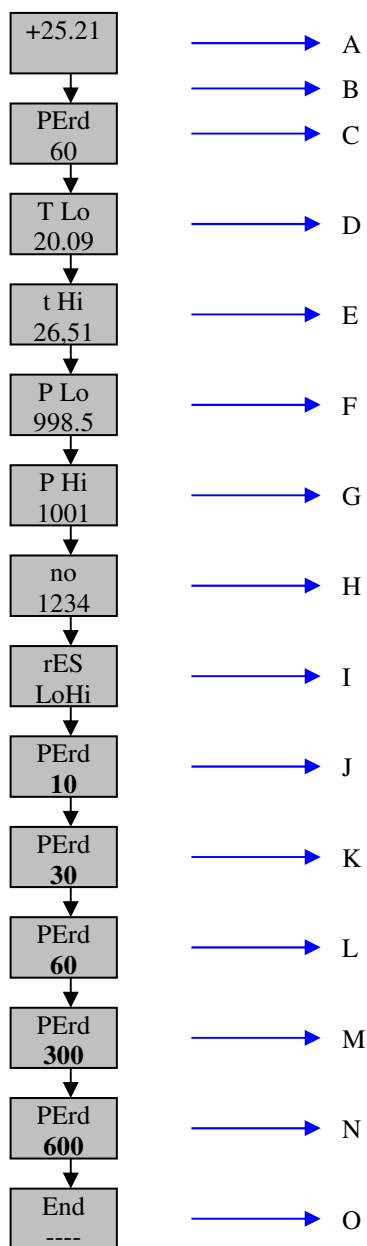 +25.21
A
B
PErd
60
C
T Lo
20.09
D
t Hi
26,51
E
P Lo
998.5
F
P Hi
1001
G
no
1234
H
rES
LoHi
I
PErd
10
J
PErd
30
K
PErd
60
L
PErd
300
M
PErd
600
N
End
----
O